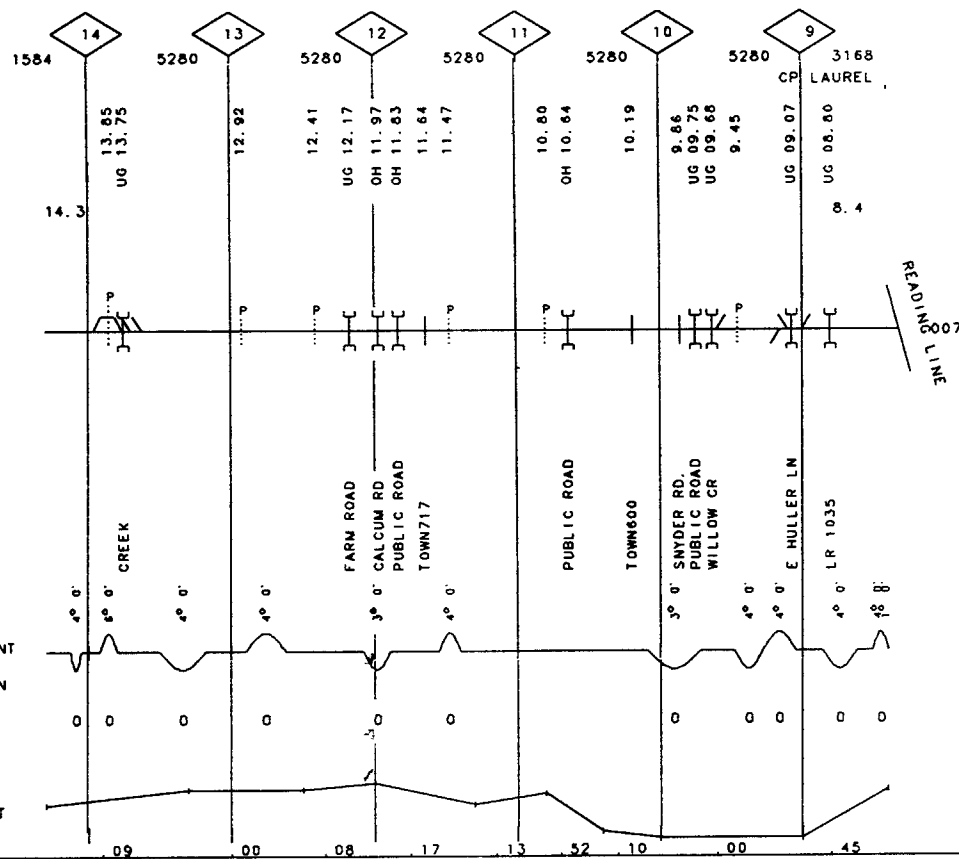 14 13 12 11 10 9
1584 5280 5280 5280 5280 5280 3168
CP LAUREL
13.85
UG 13.75
12.92
12.41
UG 12.17
OH 11.97
OH 11.83
11.64
11.47
10.80
OH 10.64
10.19
9.86
UG 09.75
UG 09.68
9.45
UG 09.07
UG 08.80
14.3
8.4
P P P P P P
READING LINE
007
CREEK
FARM ROAD
CALCUM RD
PUBLIC ROAD
TOWN717
PUBLIC ROAD
TOWN600
SNYDER RD.
PUBLIC ROAD
WILLOW CR
E HULLER LN
LR 1035
4° 0' 6° 0' 4° 0' 4° 0' 3° 0' 4° 0' 3° 0' 4° 0' 4° 0' 4° 0'
NT
N
0 0 0 0 0 0 0 0 0 0 0
T
09 00 08 17 13 52 10 00 45